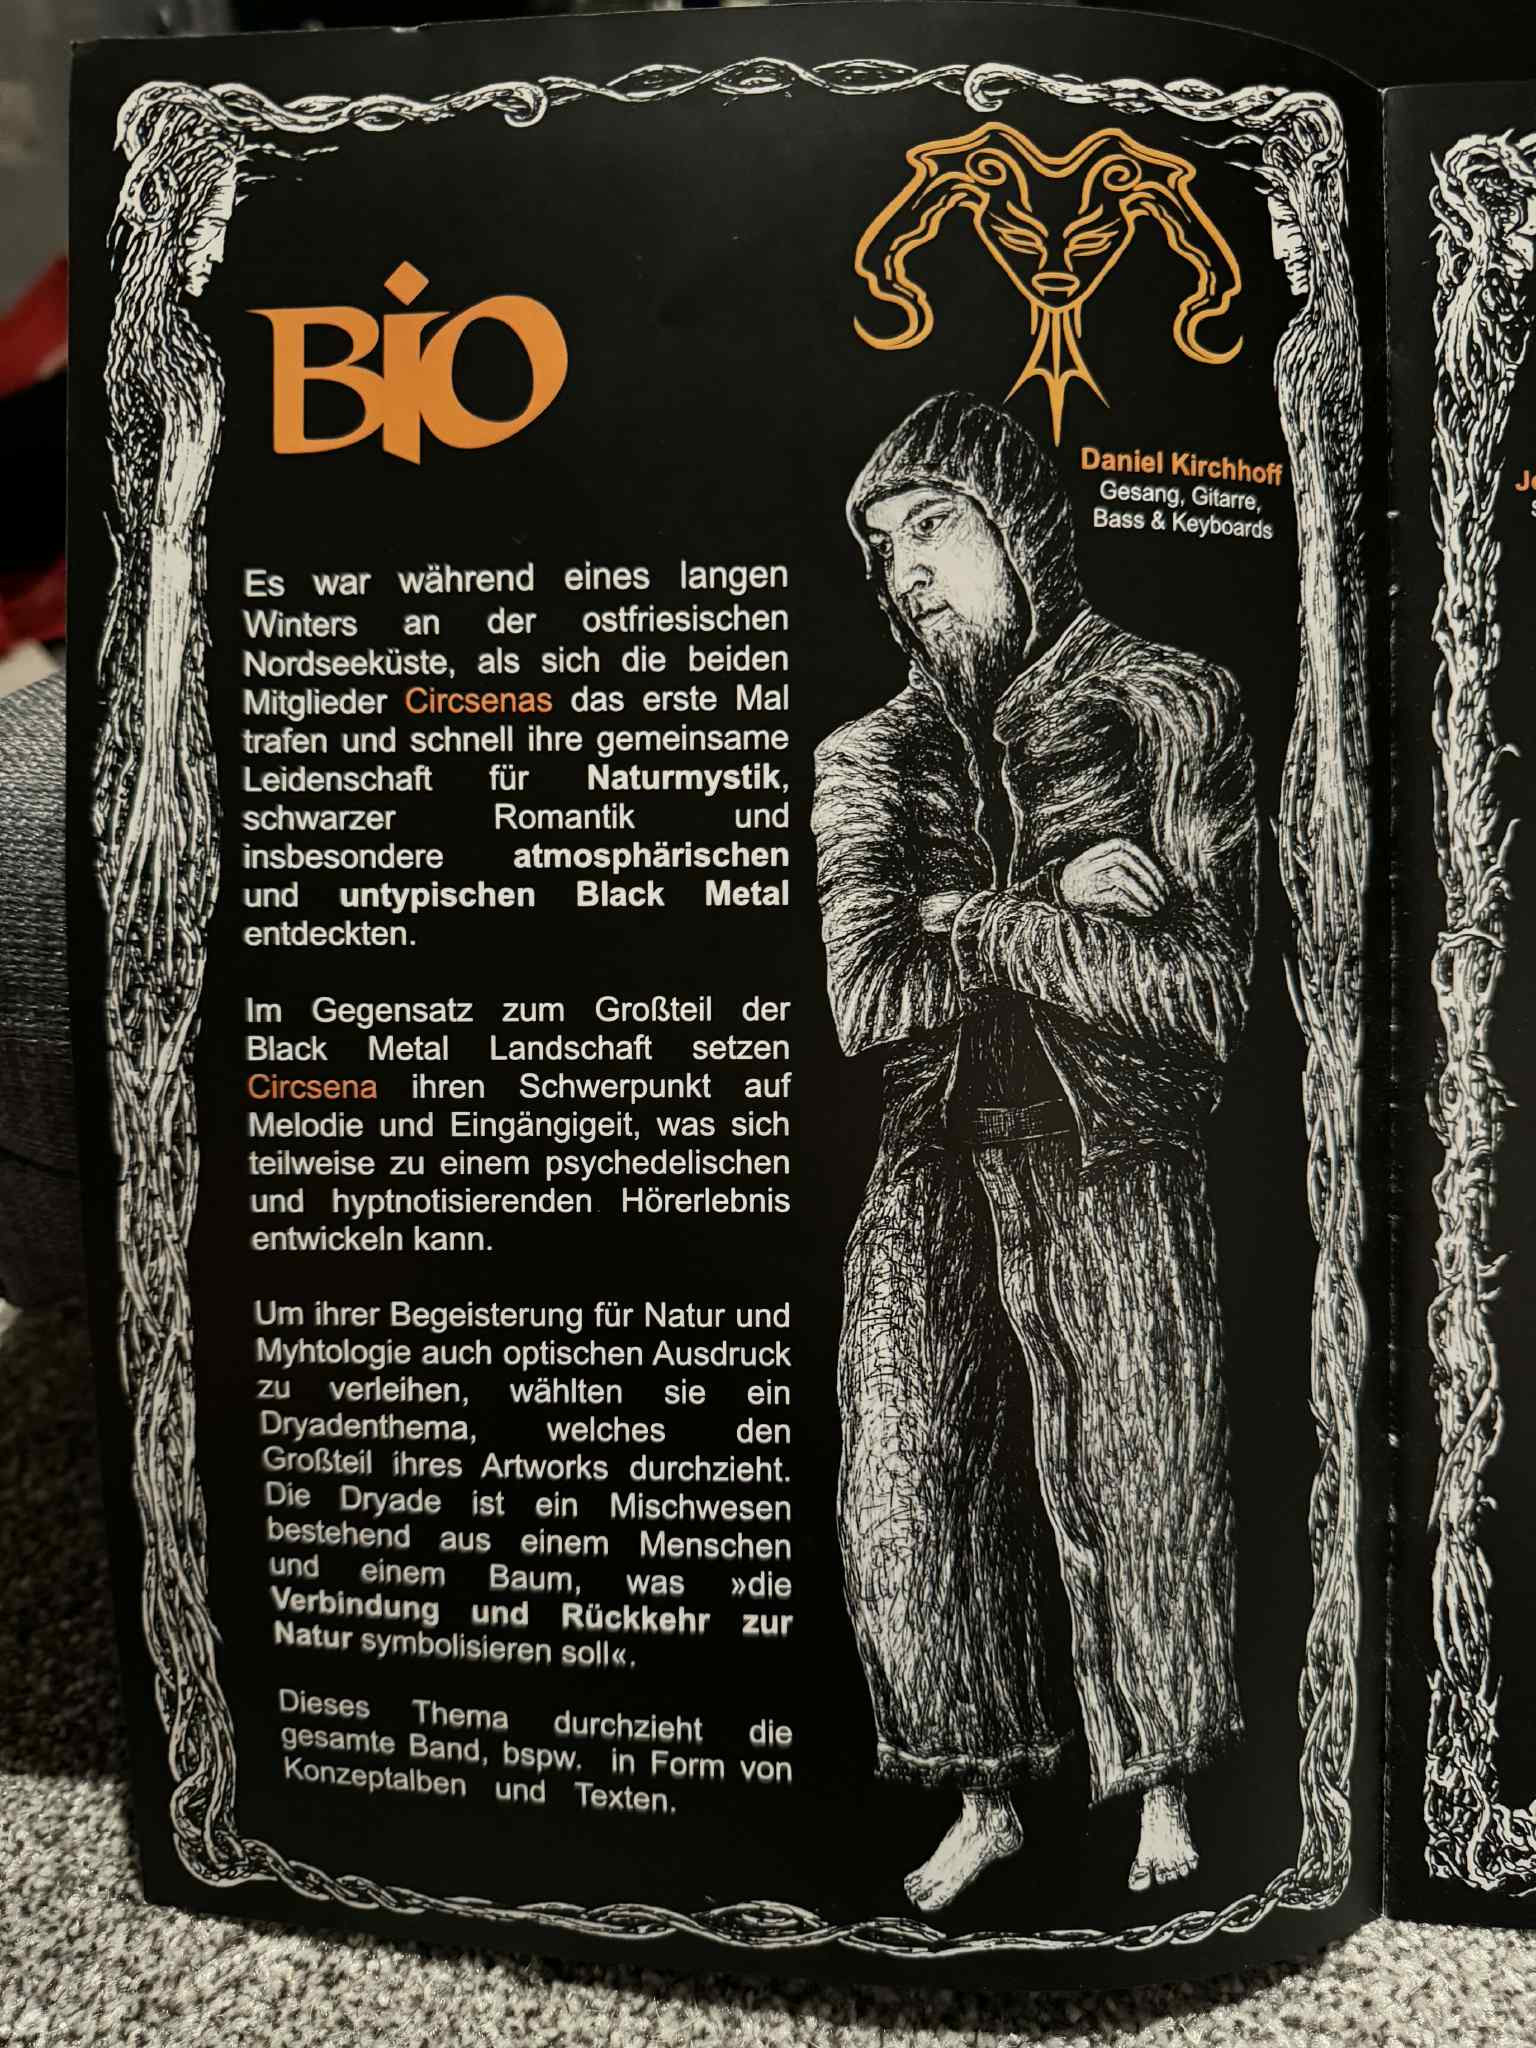 BiO
Daniel Kirchhoff
Gesang, Gitarre,
Bass & Keyboards
Es war während eines langen
Winters an der ostfriesischen
Nordseeküste, als sich die beiden
Mitglieder Circsenas das erste Mal
trafen und schnell ihre gemeinsame
Leidenschaft für Naturmystik,
schwarzer Romantik und
insbesondere atmosphärischen
und untypischen Black Metal
entdeckten.
Im Gegensatz zum Großteil der
Black Metal Landschaft setzen
Circsena ihren Schwerpunkt auf
Melodie und Eingängigeit, was sich
teilweise zu einem psychedelischen
und hyptnotisierenden Hörerlebnis
entwickeln kann.
Um ihrer Begeisterung für Natur und
Myhtologie auch optischen Ausdruck
zu verleihen, wählten sie ein
Dryadenthema, welches den
Großteil ihres Artworks durchzieht.
Die Dryade ist ein Mischwesen
bestehend aus einem Menschen
und einem Baum, was »die
Verbindung und Rückkehr zur
Natur symbolisieren soll«.
Dieses Thema durchzieht die
gesamte Band, bspw. in Form von
Konzeptalben und Texten.